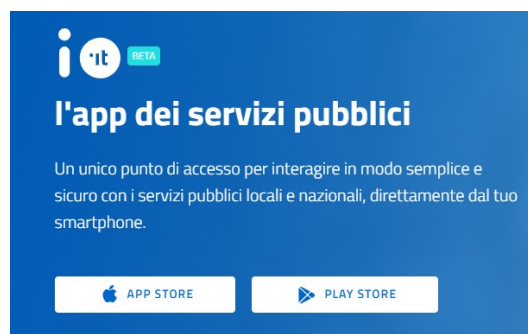 io .it BETA
l'app dei servizi pubblici
Un unico punto di accesso per interagire in modo semplice e
sicuro con i servizi pubblici locali e nazionali, direttamente dal tuo
smartphone.
APP STORE
PLAY STORE